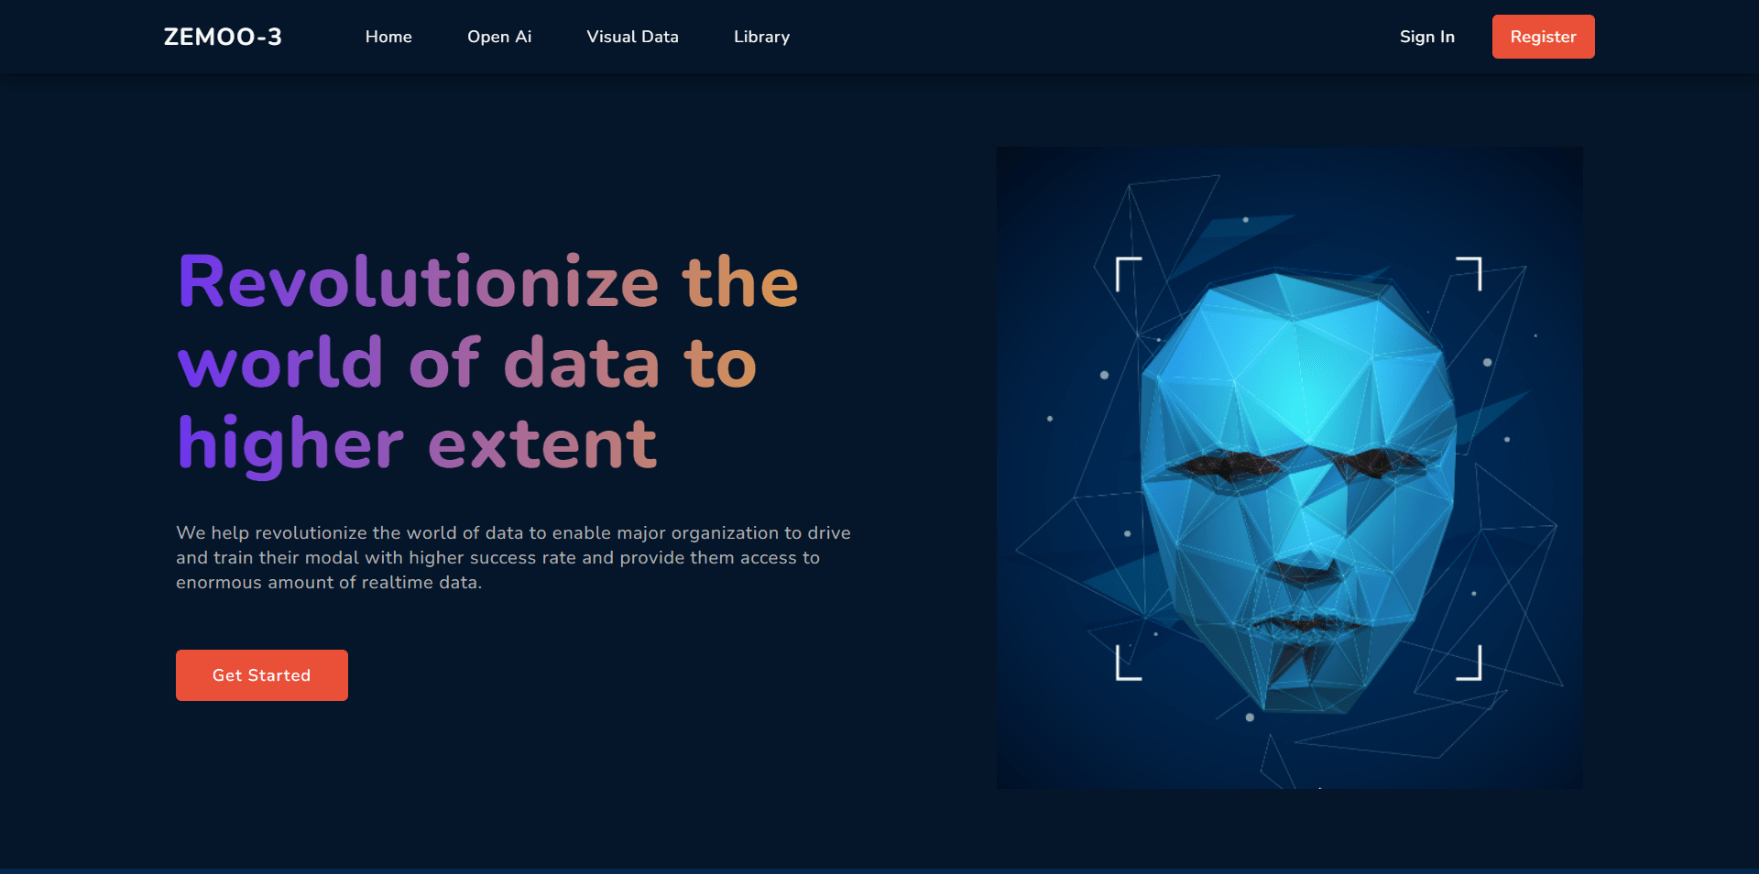 ZEMOO-3
Home
Open Ai
Visual Data
Library
Sign In
Register
Revolutionize the
world of data to
higher extent
We help revolutionize the world of data to enable major organization to drive
and train their modal with higher success rate and provide them access to
enormous amount of realtime data.
Get Started